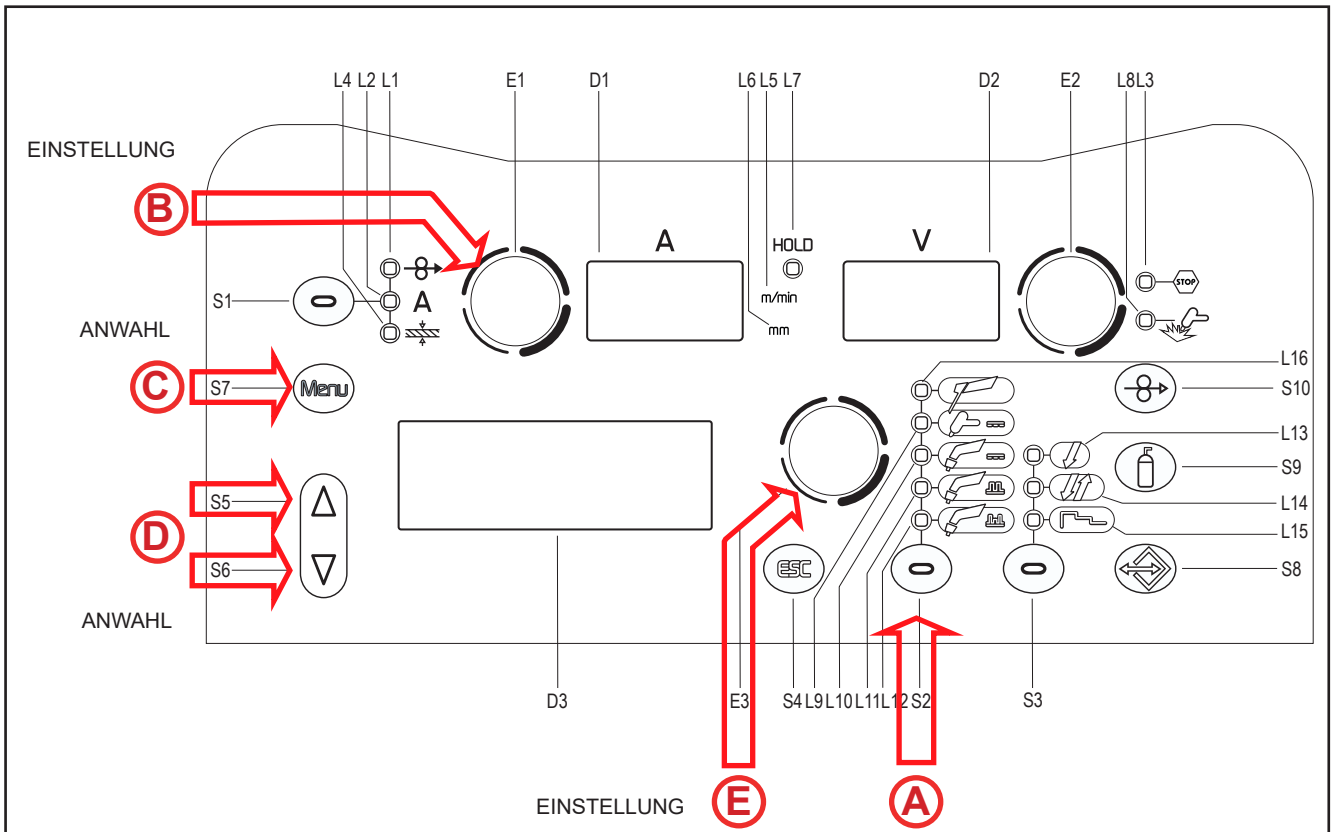 L4 L2 L1 E1 D1 L6 L5 L7 D2 E2 L8 L3
EINSTELLUNG
B
A HOLD V
STOP
S1 A m/min
mm
ANWAHL
L16
C S7 Menu S10
L13
S5 S9
L14
D
L15
S6 ESC S8
ANWAHL
D3 E3 S4 L9 L10 L11 L12 S2 S3
EINSTELLUNG E A